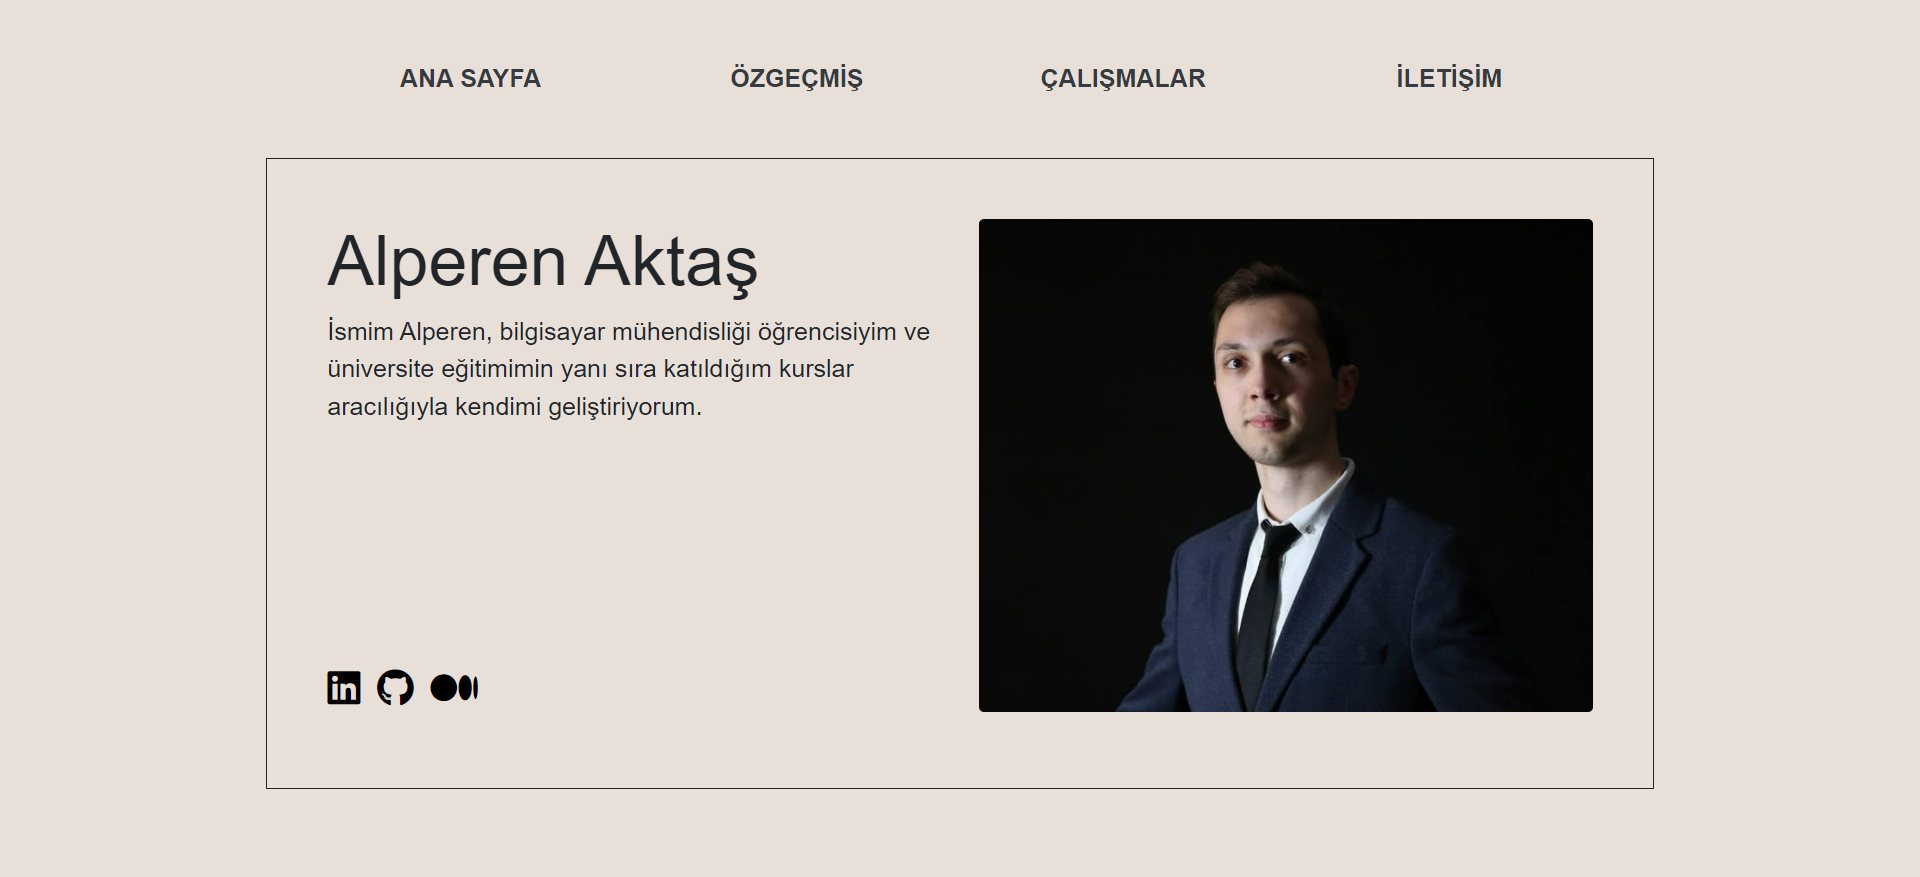 ANA SAYFA
ÖZGEÇMİŞ
ÇALIŞMALAR
İLETİŞİM
Alperen Aktaş
İsmim Alperen, bilgisayar mühendisliği öğrencisiyim ve
üniversite eğitimimin yanı sıra katıldığım kurslar
aracılığıyla kendimi geliştiriyorum.
in